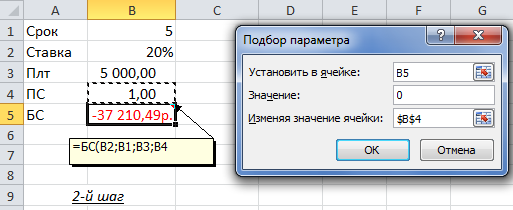 A B C D E F G
1 Срок 5
2 Ставка 20%
3 Плт 5 000,00
4 ПС 1,00
5 БС -37 210,49р.
6
7 =БС(B2;B1;B3;B4
8
9 2-й шаг
Подбор параметра
Установить в ячейке: B5
Значение: 0
Изменяя значение ячейки: $B$4
ОК Отмена